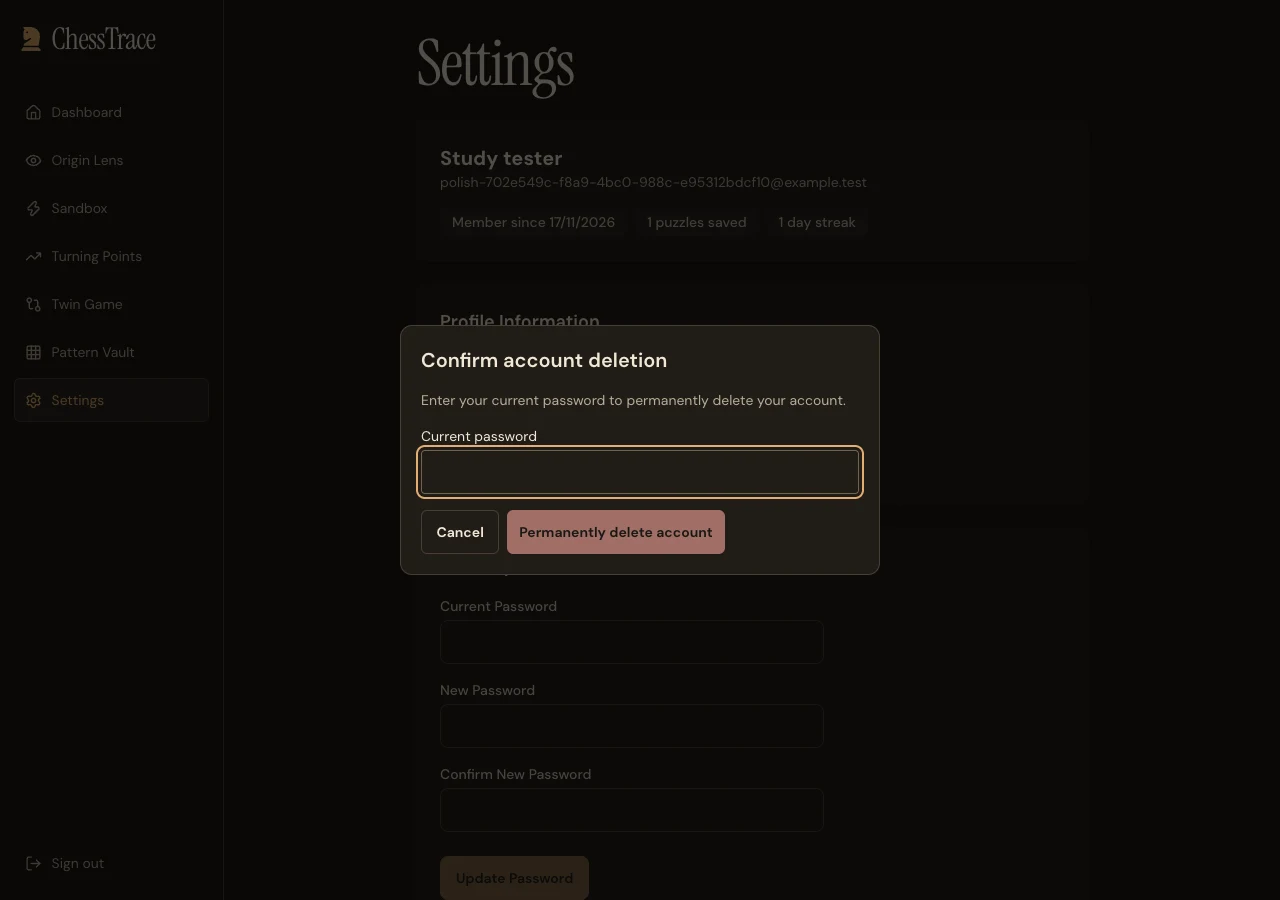 ChessTrace
Dashboard
Origin Lens
Sandbox
Turning Points
Twin Game
Pattern Vault
Settings
Sign out
Settings
Study tester
polish-702e549c-f8a9-4bc0-988c-e95312bdcf10@example.test
Member since 17/11/2026
1 puzzles saved
1 day streak
Profile Information
Confirm account deletion
Enter your current password to permanently delete your account.
Current password
Cancel
Permanently delete account
Current Password
New Password
Confirm New Password
Update Password